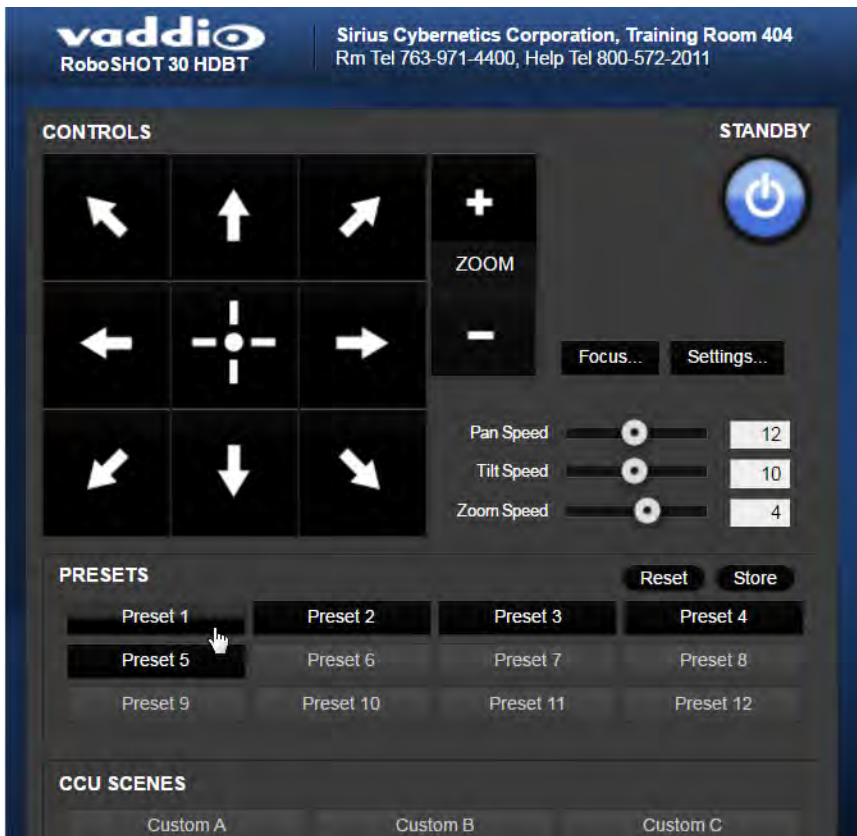 vaddio
RoboSHOT 30 HDBT
Sirius Cybernetics Corporation, Training Room 404
Rm Tel 763-971-4400, Help Tel 800-572-2011
CONTROLS
STANDBY
ZOOM
Focus...
Settings...
Pan Speed 12
Tilt Speed 10
Zoom Speed 4
PRESETS
Reset
Store
Preset 1 Preset 2 Preset 3 Preset 4
Preset 5 Preset 6 Preset 7 Preset 8
Preset 9 Preset 10 Preset 11 Preset 12
CCU SCENES
Custom A Custom B Custom C